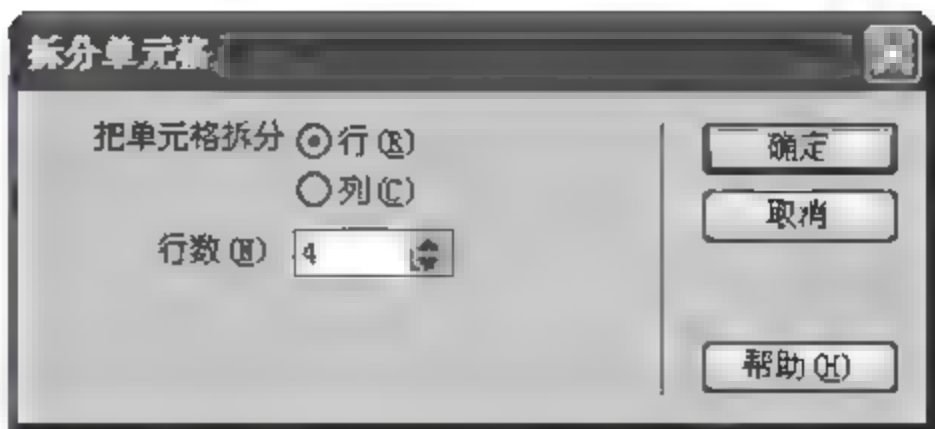 拆分单元格
把单元格拆分 行(R)
列(C)
行数(N) 4
确定
取消
帮助(H)